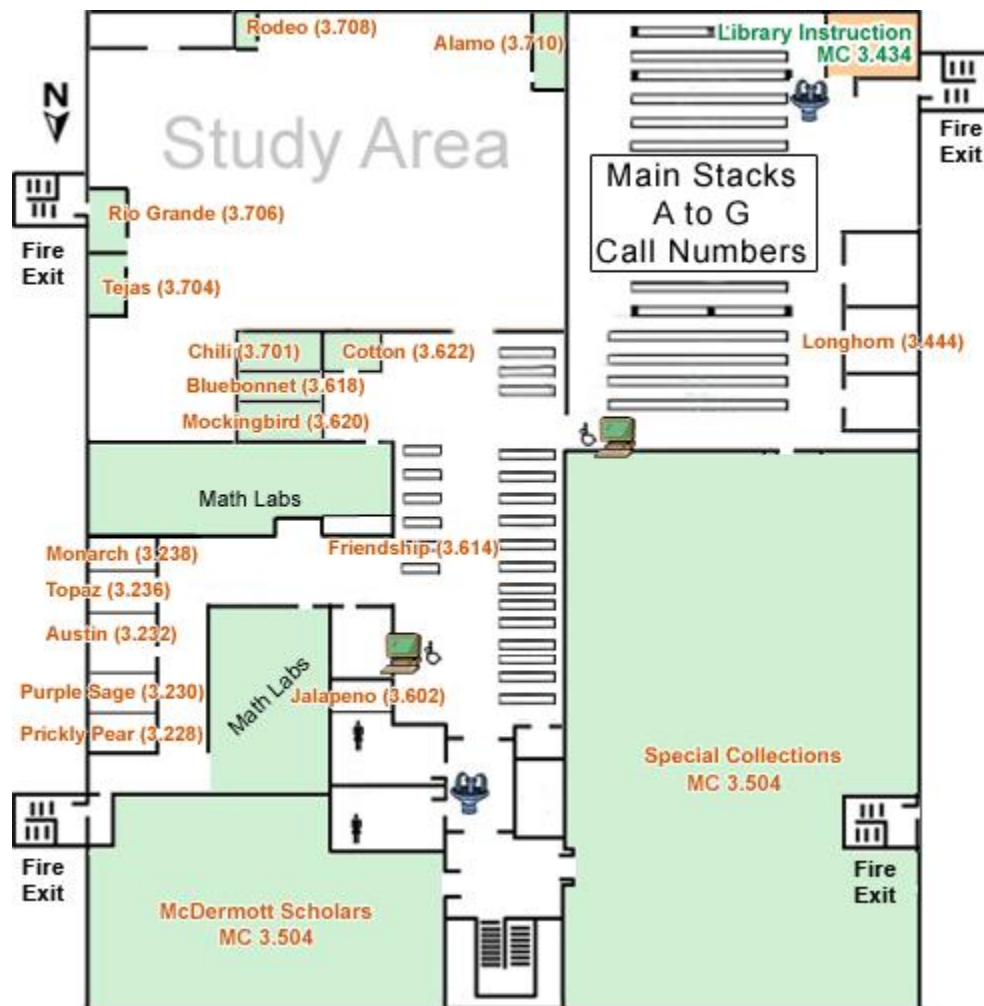 Rodeo (3.708)
Alamo (3.710)
Library Instruction
MC 3.434
N
Study Area
Fire
Exit
Main Stacks
A to G
Call Numbers
Rio Grande (3.706)
Fire
Exit
Tejas (3.704)
Longhorn (3.444)
Chili (3.701)
Cotton (3.622)
Bluebonnet (3.618)
Mockingbird (3.620)
Math Labs
Monarch (3.238)
Friendship (3.614)
Topaz (3.236)
Austin (3.232)
Math Labs
Purple Sage (3.230)
Jalapeno (3.602)
Prickly Pear (3.228)
Special Collections
MC 3.504
Fire
Exit
Fire
Exit
McDermott Scholars
MC 3.504